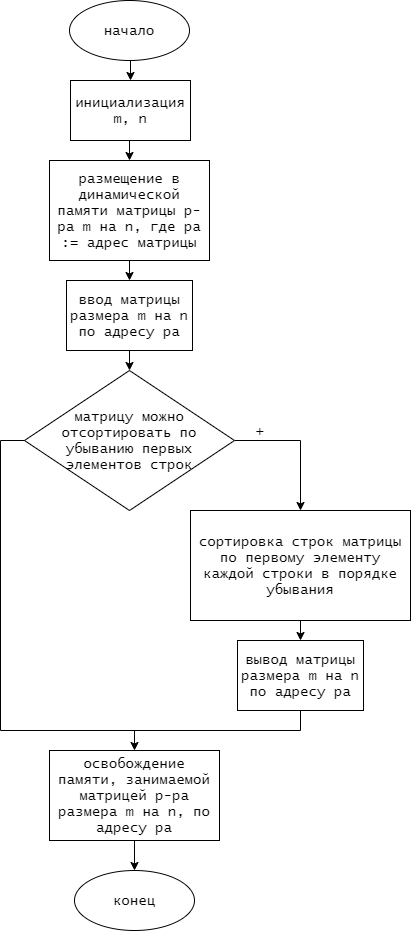 начало
инициализация
m, n
размещение в
динамической
памяти матрицы р-
ра m на n, где pa
:= адрес матрицы
ввод матрицы
размера m на n
по адресу pa
матрицу можно
отсортировать по
убыванию первых
элементов строк
+
сортировка строк матрицы
по первому элементу
каждой строки в порядке
убывания
вывод матрицы
размера m на n
по адресу pa
освобождение
памяти, занимаемой
матрицей р-ра
размера m на n, по
адресу pa
конец